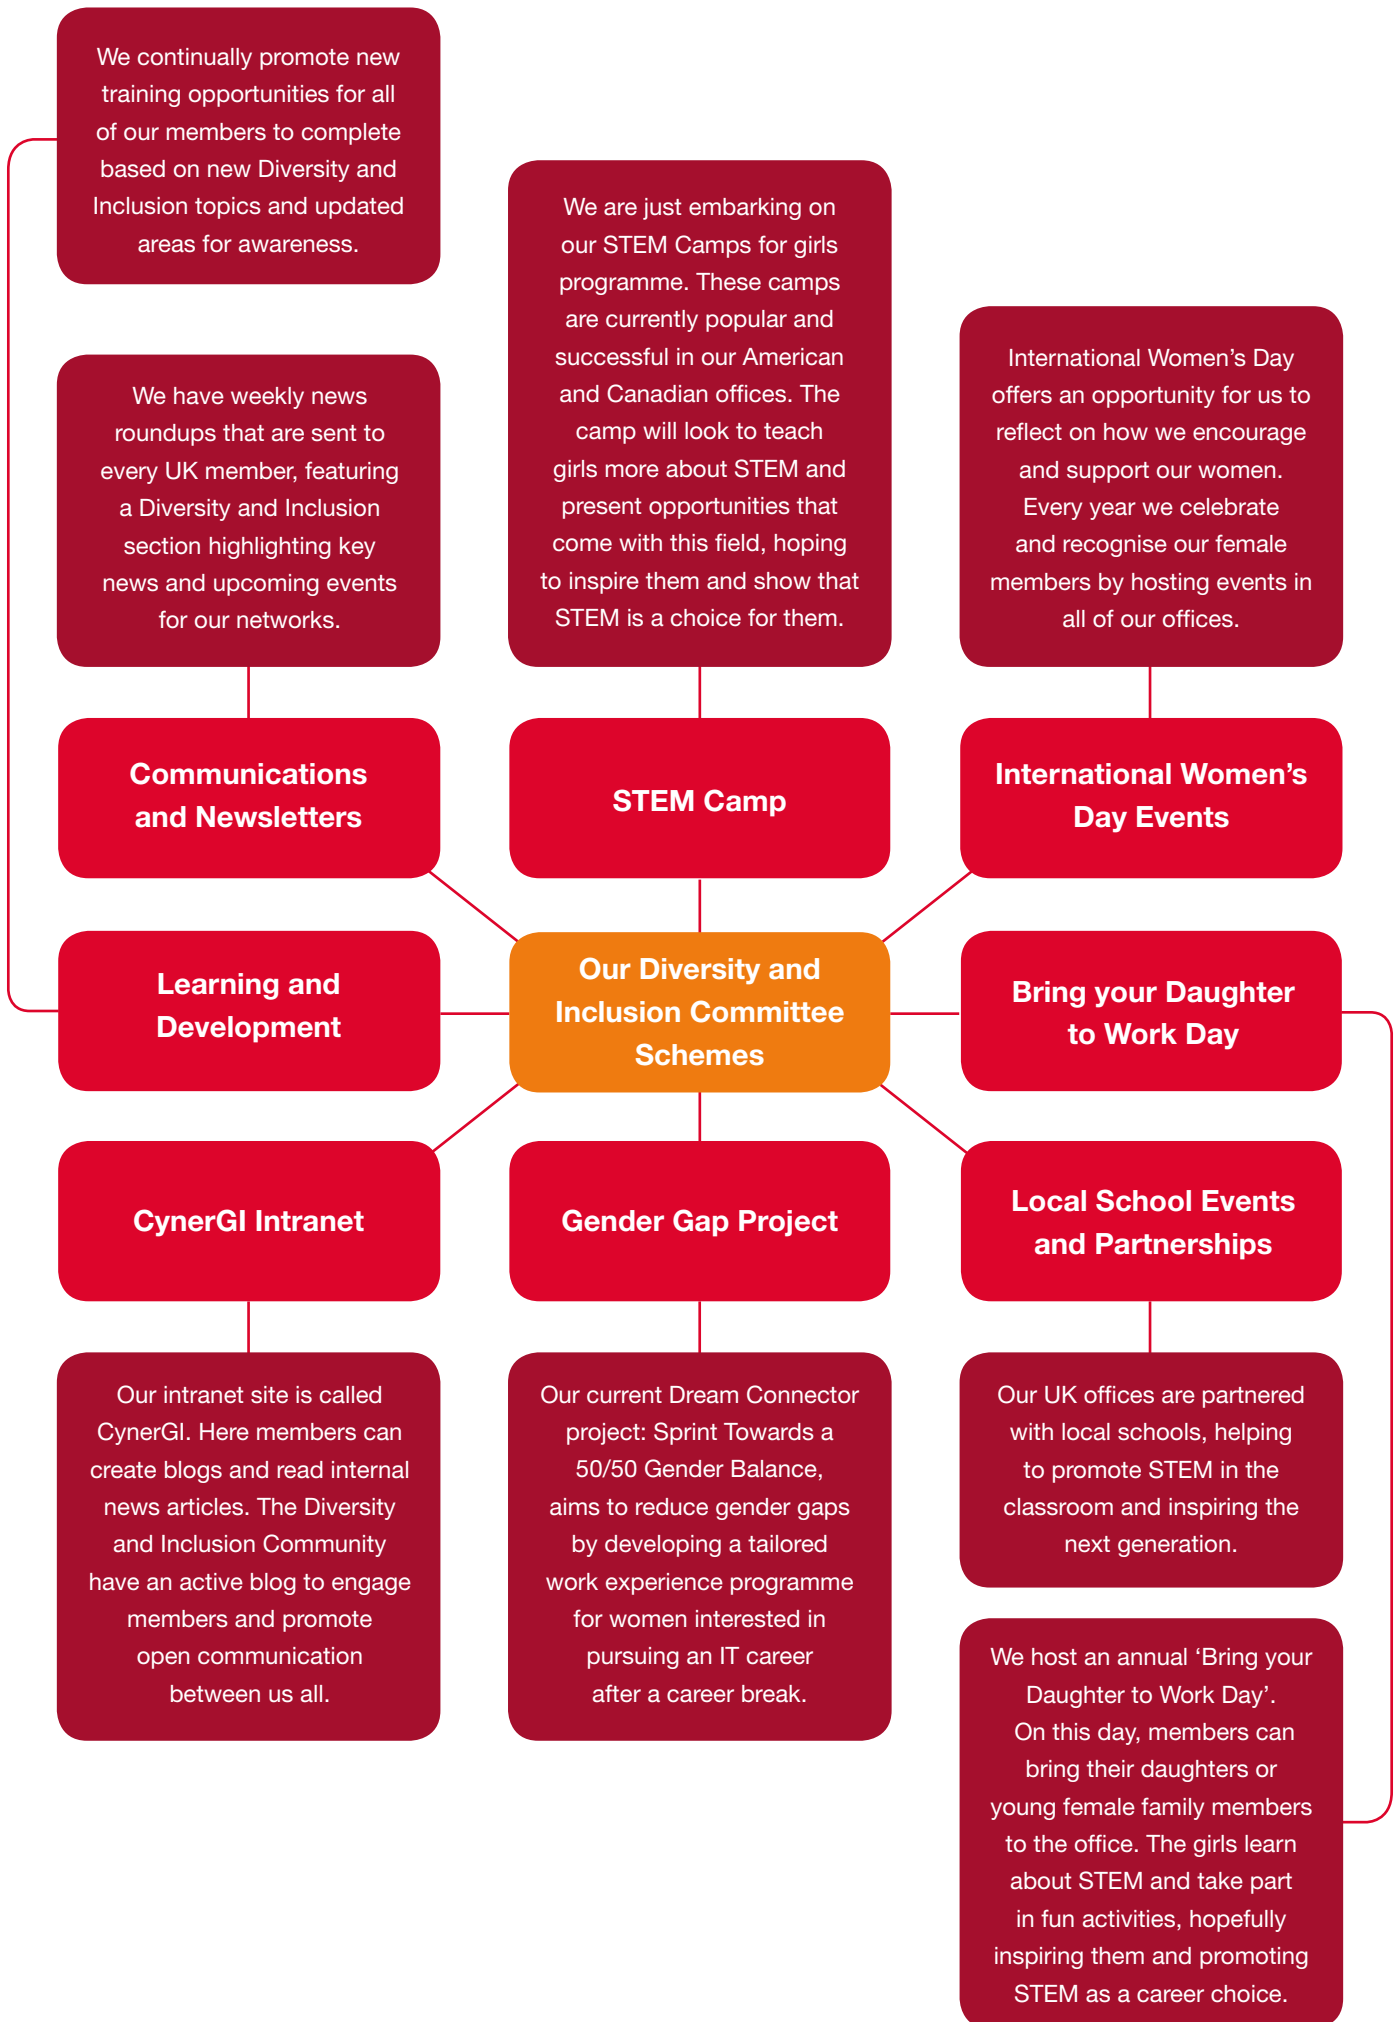 We continually promote new
training opportunities for all
of our members to complete
based on new Diversity and
Inclusion topics and updated
areas for awareness.
We have weekly news
roundups that are sent to
every UK member, featuring
a Diversity and Inclusion
section highlighting key
news and upcoming events
for our networks.
We are just embarking on
our STEM Camps for girls
programme. These camps
are currently popular and
successful in our American
and Canadian offices. The
camp will look to teach
girls more about STEM and
present opportunities that
come with this field, hoping
to inspire them and show that
STEM is a choice for them.
International Women’s Day
offers an opportunity for us to
reflect on how we encourage
and support our women.
Every year we celebrate
and recognise our female
members by hosting events in
all of our offices.
Communications
and Newsletters
STEM Camp
International Women’s
Day Events
Learning and
Development
Our Diversity and
Inclusion Committee
Schemes
Bring your Daughter
to Work Day
CynerGI Intranet
Gender Gap Project
Local School Events
and Partnerships
Our intranet site is called
CynerGI. Here members can
create blogs and read internal
news articles. The Diversity
and Inclusion Community
have an active blog to engage
members and promote
open communication
between us all.
Our current Dream Connector
project: Sprint Towards a
50/50 Gender Balance,
aims to reduce gender gaps
by developing a tailored
work experience programme
for women interested in
pursuing an IT career
after a career break.
Our UK offices are partnered
with local schools, helping
to promote STEM in the
classroom and inspiring the
next generation.
We host an annual ‘Bring your
Daughter to Work Day’.
On this day, members can
bring their daughters or
young female family members
to the office. The girls learn
about STEM and take part
in fun activities, hopefully
inspiring them and promoting
STEM as a career choice.